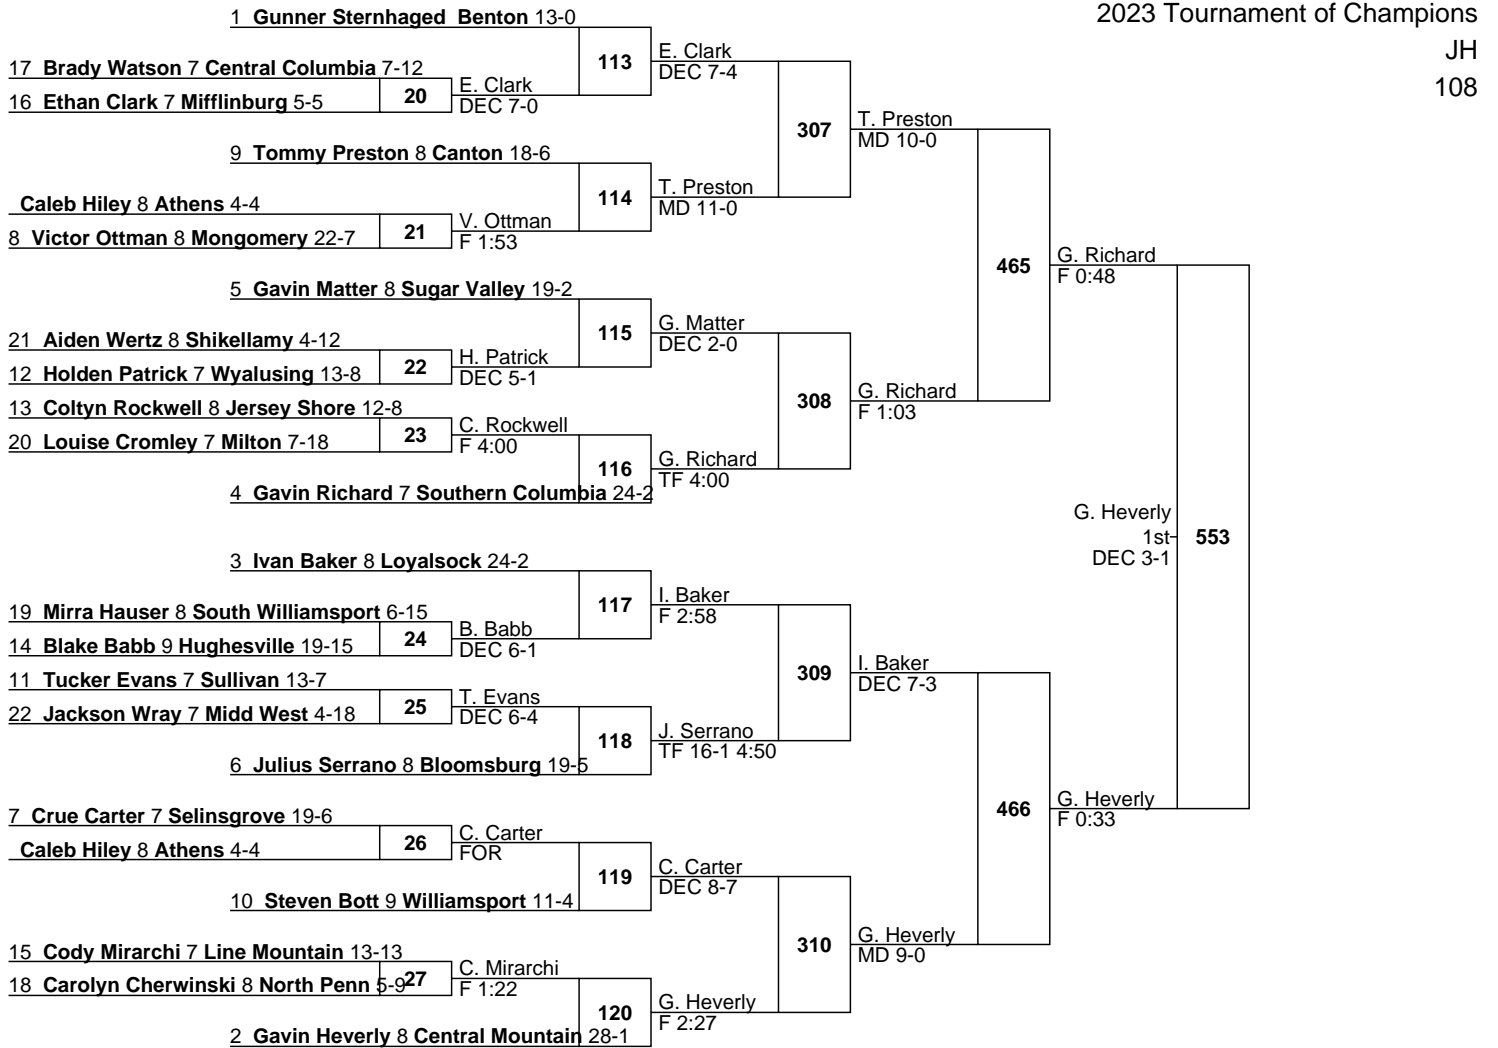 2023 Tournament of Champions
JH
108
1 Gunner Sternhaged Benton 13-0
17 Brady Watson 7 Central Columbia 7-12
16 Ethan Clark 7 Mifflinburg 5-5
20
E. Clark
DEC 7-0
113
E. Clark
DEC 7-4
9 Tommy Preston 8 Canton 18-6
Caleb Hiley 8 Athens 4-4
8 Victor Ottman 8 Mongomery 22-7
21
V. Ottman
F 1:53
114
T. Preston
MD 11-0
307
T. Preston
MD 10-0
5 Gavin Matter 8 Sugar Valley 19-2
21 Aiden Wertz 8 Shikellamy 4-12
12 Holden Patrick 7 Wyalusing 13-8
22
H. Patrick
DEC 5-1
115
G. Matter
DEC 2-0
13 Coltyn Rockwell 8 Jersey Shore 12-8
20 Louise Cromley 7 Milton 7-18
23
C. Rockwell
F 4:00
4 Gavin Richard 7 Southern Columbia 24-2
116
G. Richard
TF 4:00
308
G. Richard
F 1:03
465
G. Richard
F 0:48
3 Ivan Baker 8 Loyalsock 24-2
19 Mirra Hauser 8 South Williamsport 6-15
14 Blake Babb 9 Hughesville 19-15
24
B. Babb
DEC 6-1
117
I. Baker
F 2:58
11 Tucker Evans 7 Sullivan 13-7
22 Jackson Wray 7 Midd West 4-18
25
T. Evans
DEC 6-4
6 Julius Serrano 8 Bloomsburg 19-5
118
J. Serrano
TF 16-1 4:50
309
I. Baker
DEC 7-3
7 Crue Carter 7 Selinsgrove 19-6
Caleb Hiley 8 Athens 4-4
26
C. Carter
FOR
10 Steven Bott 9 Williamsport 11-4
119
C. Carter
DEC 8-7
15 Cody Mirarchi 7 Line Mountain 13-13
18 Carolyn Cherwinski 8 North Penn 5-9
27
C. Mirarchi
F 1:22
2 Gavin Heverly 8 Central Mountain 28-1
120
G. Heverly
F 2:27
310
G. Heverly
MD 9-0
466
G. Heverly
F 0:33
G. Heverly
1st
DEC 3-1
553